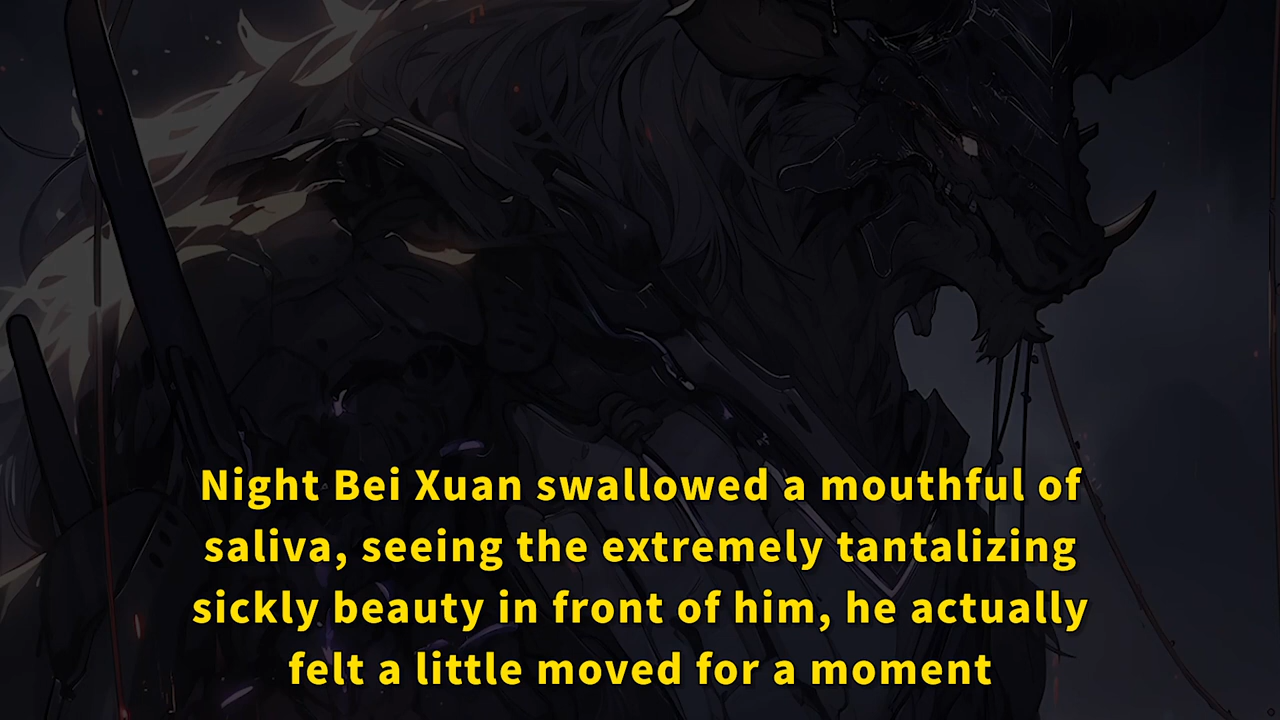 Night Bei Xuan swallowed a mouthful of
saliva, seeing the extremely tantalizing
sickly beauty in front of him, he actually
felt a little moved for a moment